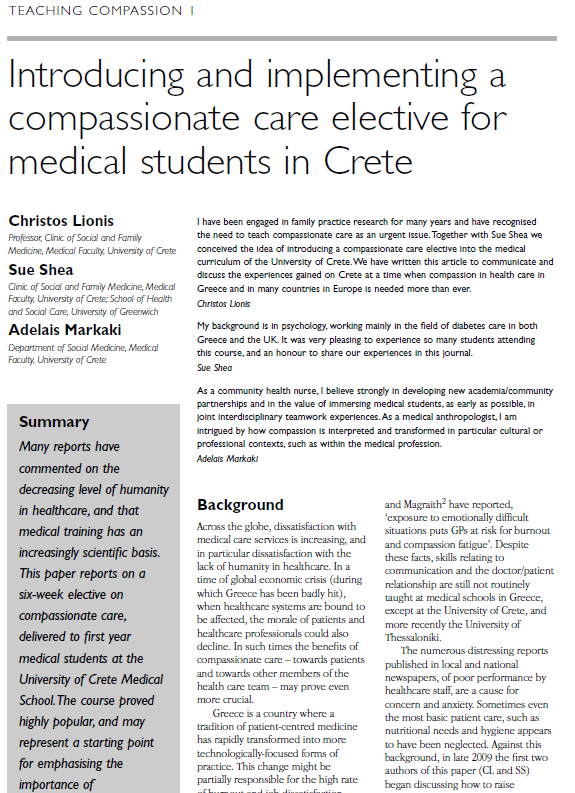 TEACHING COMPASSION 1
Introducing and implementing a
compassionate care elective for
medical students in Crete
Christos Lionis
Professor, Clinic of Social and Family
Medicine, Medical Faculty, University of Crete
Sue Shea
Clinic of Social and Family Medicine, Medical
Faculty, University of Crete; School of Health
and Social Care, University of Greenwich
Adelais Markaki
Department of Social Medicine, Medical
Faculty, University of Crete
I have been engaged in family practice research for many years and have recognised
the need to teach compassionate care as an urgent issue. Together with Sue Shea we
conceived the idea of introducing a compassionate care elective into the medical
curriculum of the University of Crete. We have written this article to communicate and
discuss the experiences gained on Crete at a time when compassion in health care in
Greece and in many countries in Europe is needed more than ever.
Christos Lionis
My background is in psychology, working mainly in the field of diabetes care in both
Greece and the UK. It was very pleasing to experience so many students attending
this course, and an honour to share our experiences in this journal.
Sue Shea
As a community health nurse, I believe strongly in developing new academia/community
partnerships and in the value of immersing medical students, as early as possible, in
joint interdisciplinary teamwork experiences. As a medical anthropologist, I am
intrigued by how compassion is interpreted and transformed in particular cultural or
professional contexts, such as within the medical profession.
Adelais Markaki
Summary
Many reports have
commented on the
decreasing level of humanity
in healthcare, and that
medical training has an
increasingly scientific basis.
This paper reports on a
six-week elective on
compassionate care,
delivered to first year
medical students at the
University of Crete Medical
School. The course proved
highly popular, and may
represent a starting point
for emphasising the
importance of
Background
Across the globe, dissatisfaction with
medical care services is increasing, and
in particular dissatisfaction with the
lack of humanity in healthcare. In a
time of global economic crisis (during
which Greece has been badly hit),
when healthcare systems are bound to
be affected, the morale of patients and
healthcare professionals could also
decline. In such times the benefits of
compassionate care – towards patients
and towards other members of the
health care team – may prove even
more crucial.
Greece is a country where a
tradition of patient-centred medicine
has rapidly transformed into more
technologically-focused forms of
practice. This change might be
partially responsible for the high rate
of burnout and job dissatisfaction
and Magraith2 have reported,
‘exposure to emotionally difficult
situations puts GPs at risk for burnout
and compassion fatigue’. Despite
these facts, skills relating to
communication and the doctor/patient
relationship are still not routinely
taught at medical schools in Greece,
except at the University of Crete, and
more recently the University of
Thessaloniki.
The numerous distressing reports
published in local and national
newspapers, of poor performance by
healthcare staff, are a cause for
concern and anxiety. Sometimes even
the most basic patient care, such as
nutritional needs and hygiene appears
to have been neglected. Against this
background, in late 2009 the first two
authors of this paper (CL and SS)
began discussing how to raise